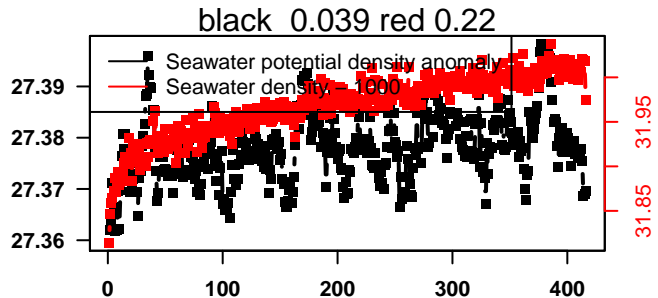 black 0.039 red 0.22
Seawater potential density anomaly
Seawater density - 1000
27.39
27.38
27.37
27.36
31.95
31.85
0 100 200 300 400